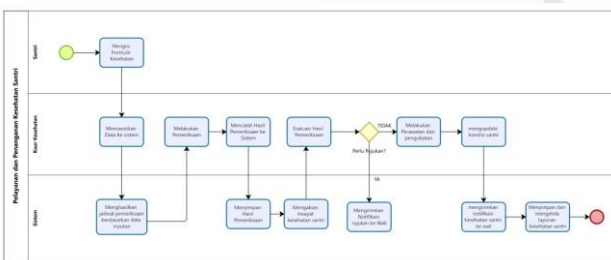 Pelayanan dan Penanganan Kesehatan Santri
Santri
Mengisi
Formulir
Kesehatan
Kaur Kesehatan
Memasukkan
Data ke sistem
Melakukan
Pemeriksaan
Mencatat Hasil
Pemeriksaan ke
Sistem
Evaluasi Hasil
Pemeriksaan
Perlu Rujukan?
TIDAK
YA
Melakukan
Perawatan dan
pengobatan
mengupdate
kondisi santri
Sistem
Menghasilkan
jadwal pemeriksaan
berdasarkan data
inputan
Menyimpan
Hasil
Pemeriksaan
Mengakses
riwayat
kesehatan santri
Mengirimkan
Notifikasi
rujukan ke Wali
mengirimkan
notifikasi
kesehatan santri
ke wali
Menyimpan dan
mengelola
laporan
kesehatan santri